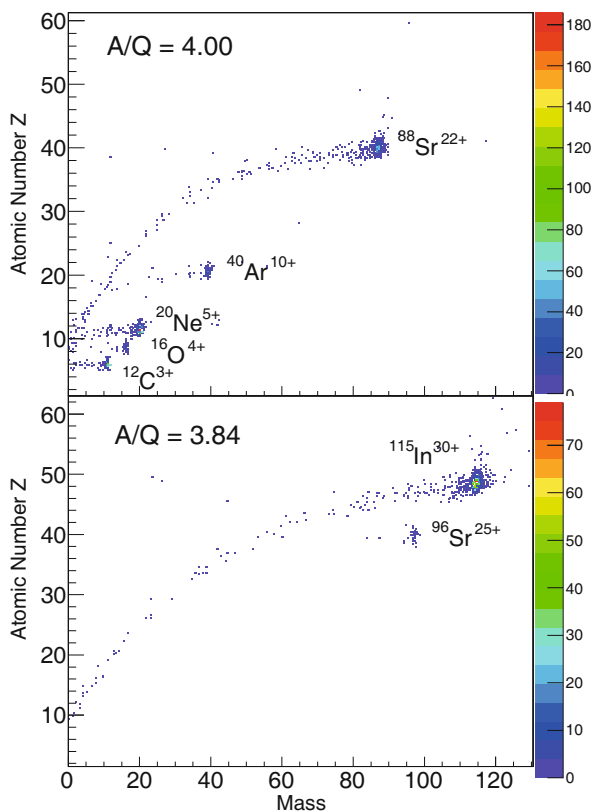 A/Q = 4.00
Atomic Number Z
60
50
40
30
20
10
⁸⁸Sr²²⁺
⁴⁰Ar¹⁰⁺
²⁰Ne⁵⁺
¹⁶O⁴⁺
¹²C³⁺
180
160
140
120
100
80
60
40
20
0
A/Q = 3.84
Atomic Number Z
60
50
40
30
20
10
¹¹⁵In³⁰⁺
⁹⁶Sr²⁵⁺
70
60
50
40
30
20
10
0
0 20 40 60 80 100 120
Mass